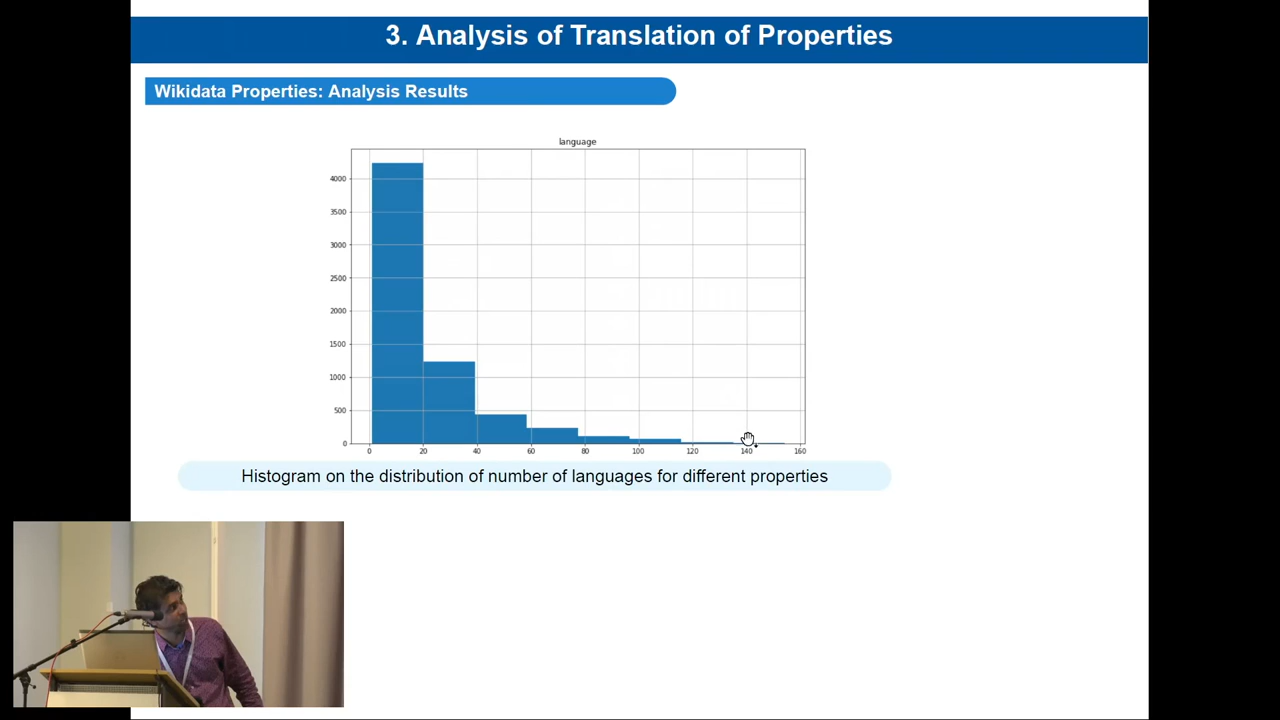 3. Analysis of Translation of Properties
Wikidata Properties: Analysis Results
language
4000
3500
3000
2500
2000
1500
1000
500
0
0 20 40 60 80 100 120 140 160
Histogram on the distribution of number of languages for different properties